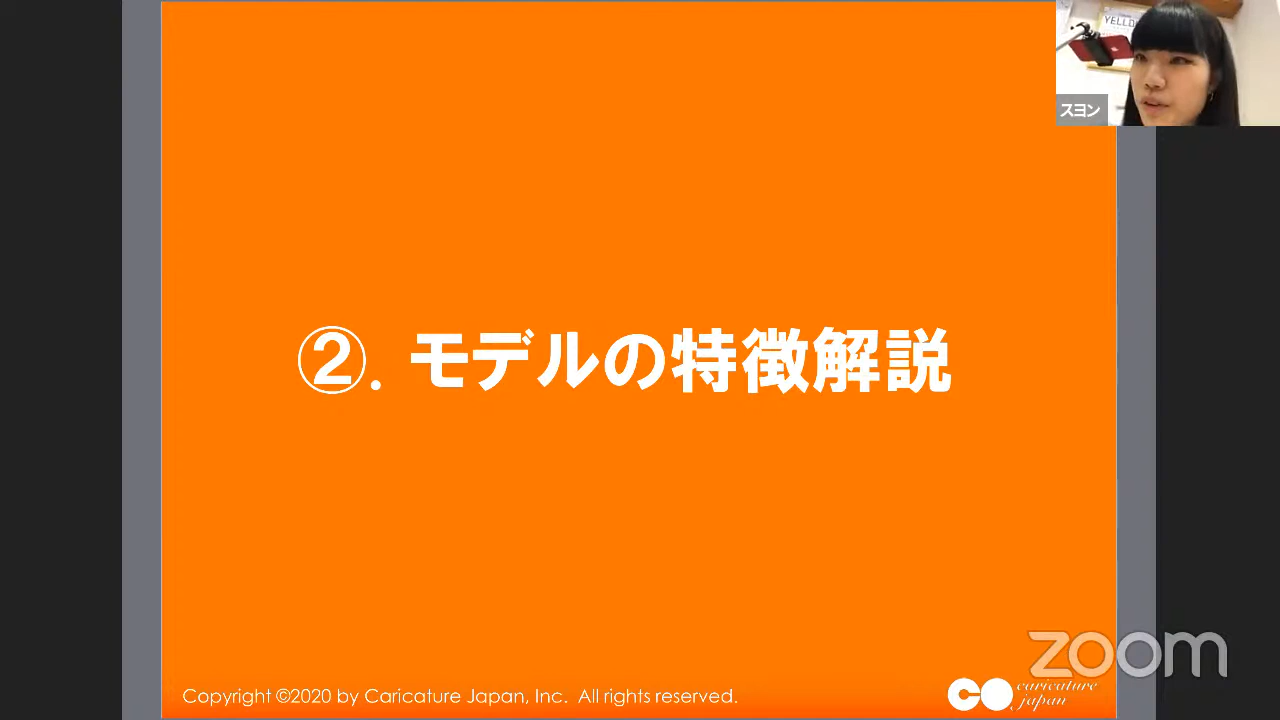 YELLO
スヨン
②. モデルの特徴解説
zoom
Copyright ©2020 by Caricature Japan, Inc. All rights reserved.
caricature
japan